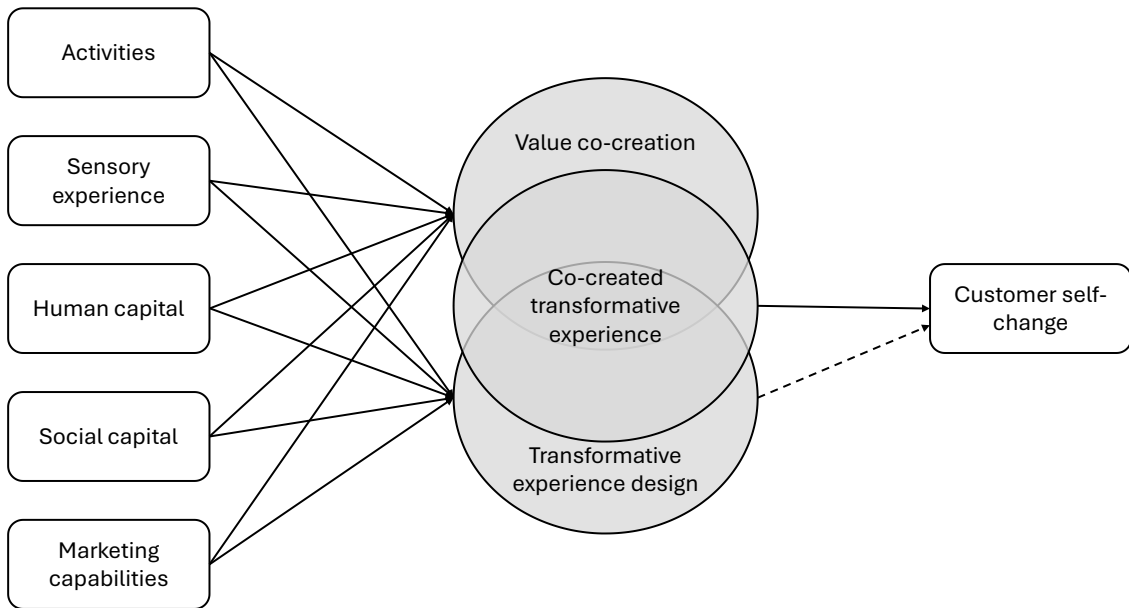 Activities
Sensory
experience
Human capital
Social capital
Marketing
capabilities
Value co-creation
Co-created
transformative
experience
Transformative
experience design
Customer self-
change